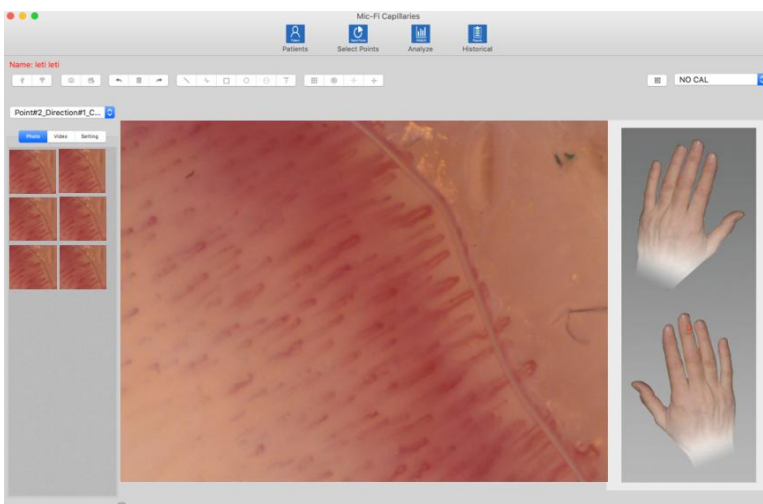 Mic-Fi Capillaries
Patients Select Points Analyze Historical
Name: leti leti
NO CAL
Point#2_Direction#1_C...
Photo Video Setting